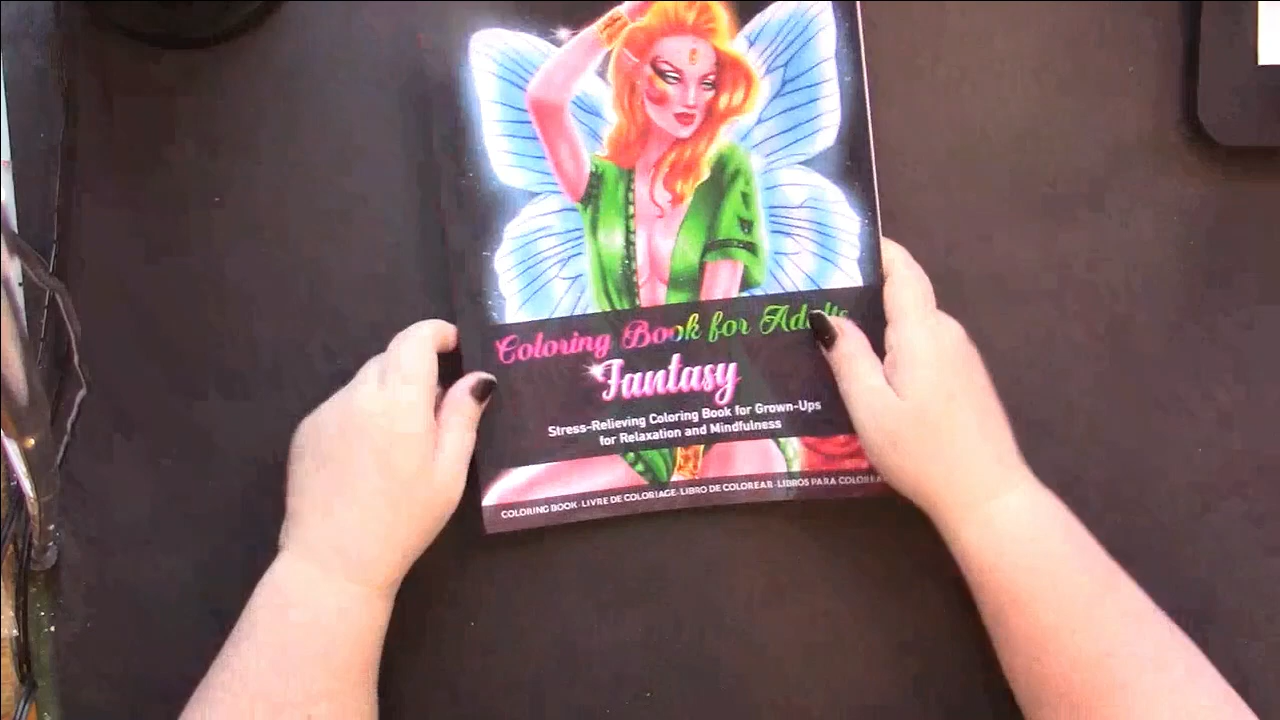 Coloring Book for Adults
Fantasy
Stress-Relieving Coloring Book for Grown-Ups
for Relaxation and Mindfulness
COLORING BOOK · LIVRE DE COLORIAGE · LIBRO DE COLOREAR · LIBROS PARA COLOREAR